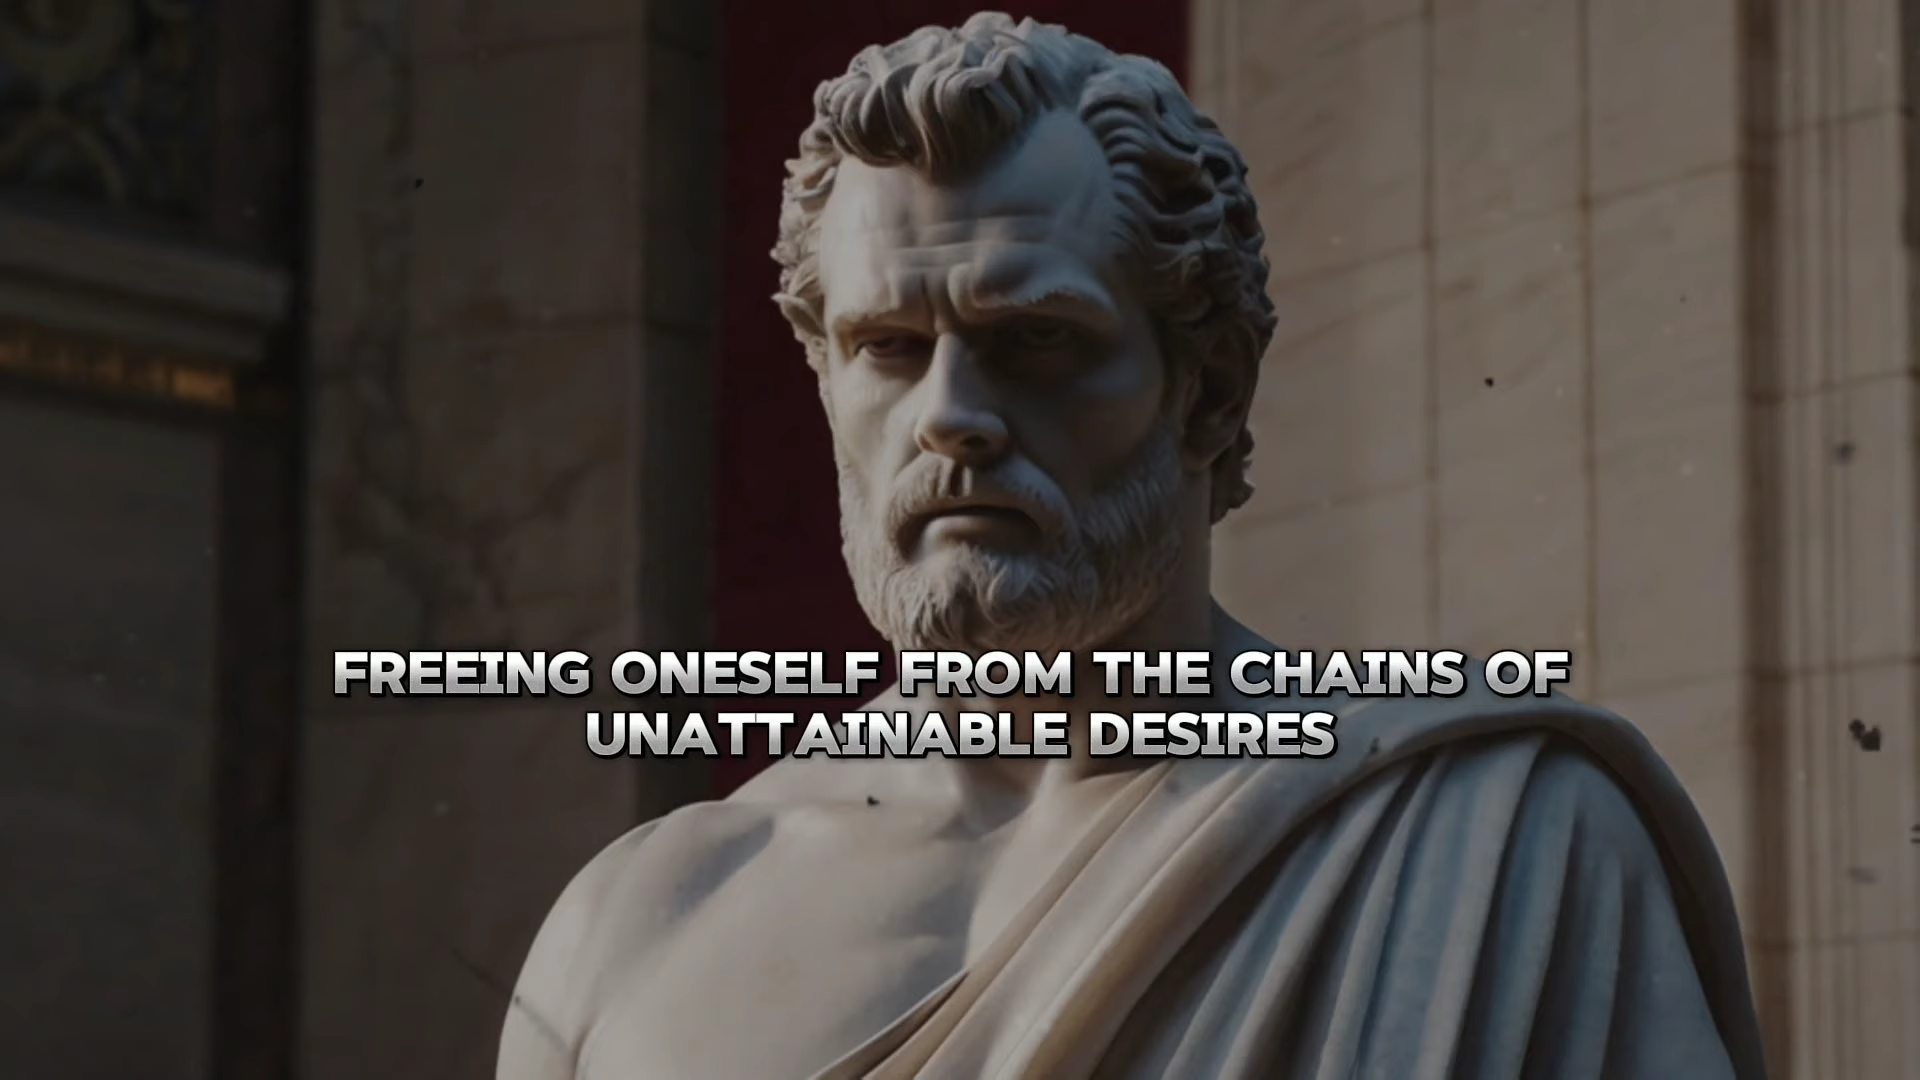 FREEING ONESELF FROM THE CHAINS OF
UNATTAINABLE DESIRES